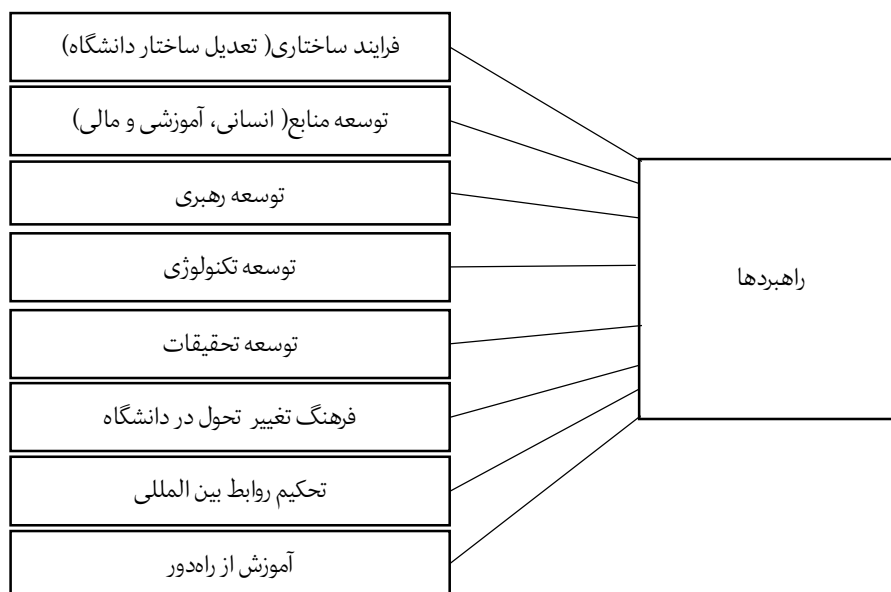 فرایند ساختاری( تعدیل ساختار دانشگاه)
توسعه منابع( انسانی، آموزشی و مالی)
توسعه رهبری
توسعه تکنولوژی
توسعه تحقیقات
فرهنگ تغییر تحول در دانشگاه
تحکیم روابط بین المللی
آموزش از راه‌دور
راهبردها